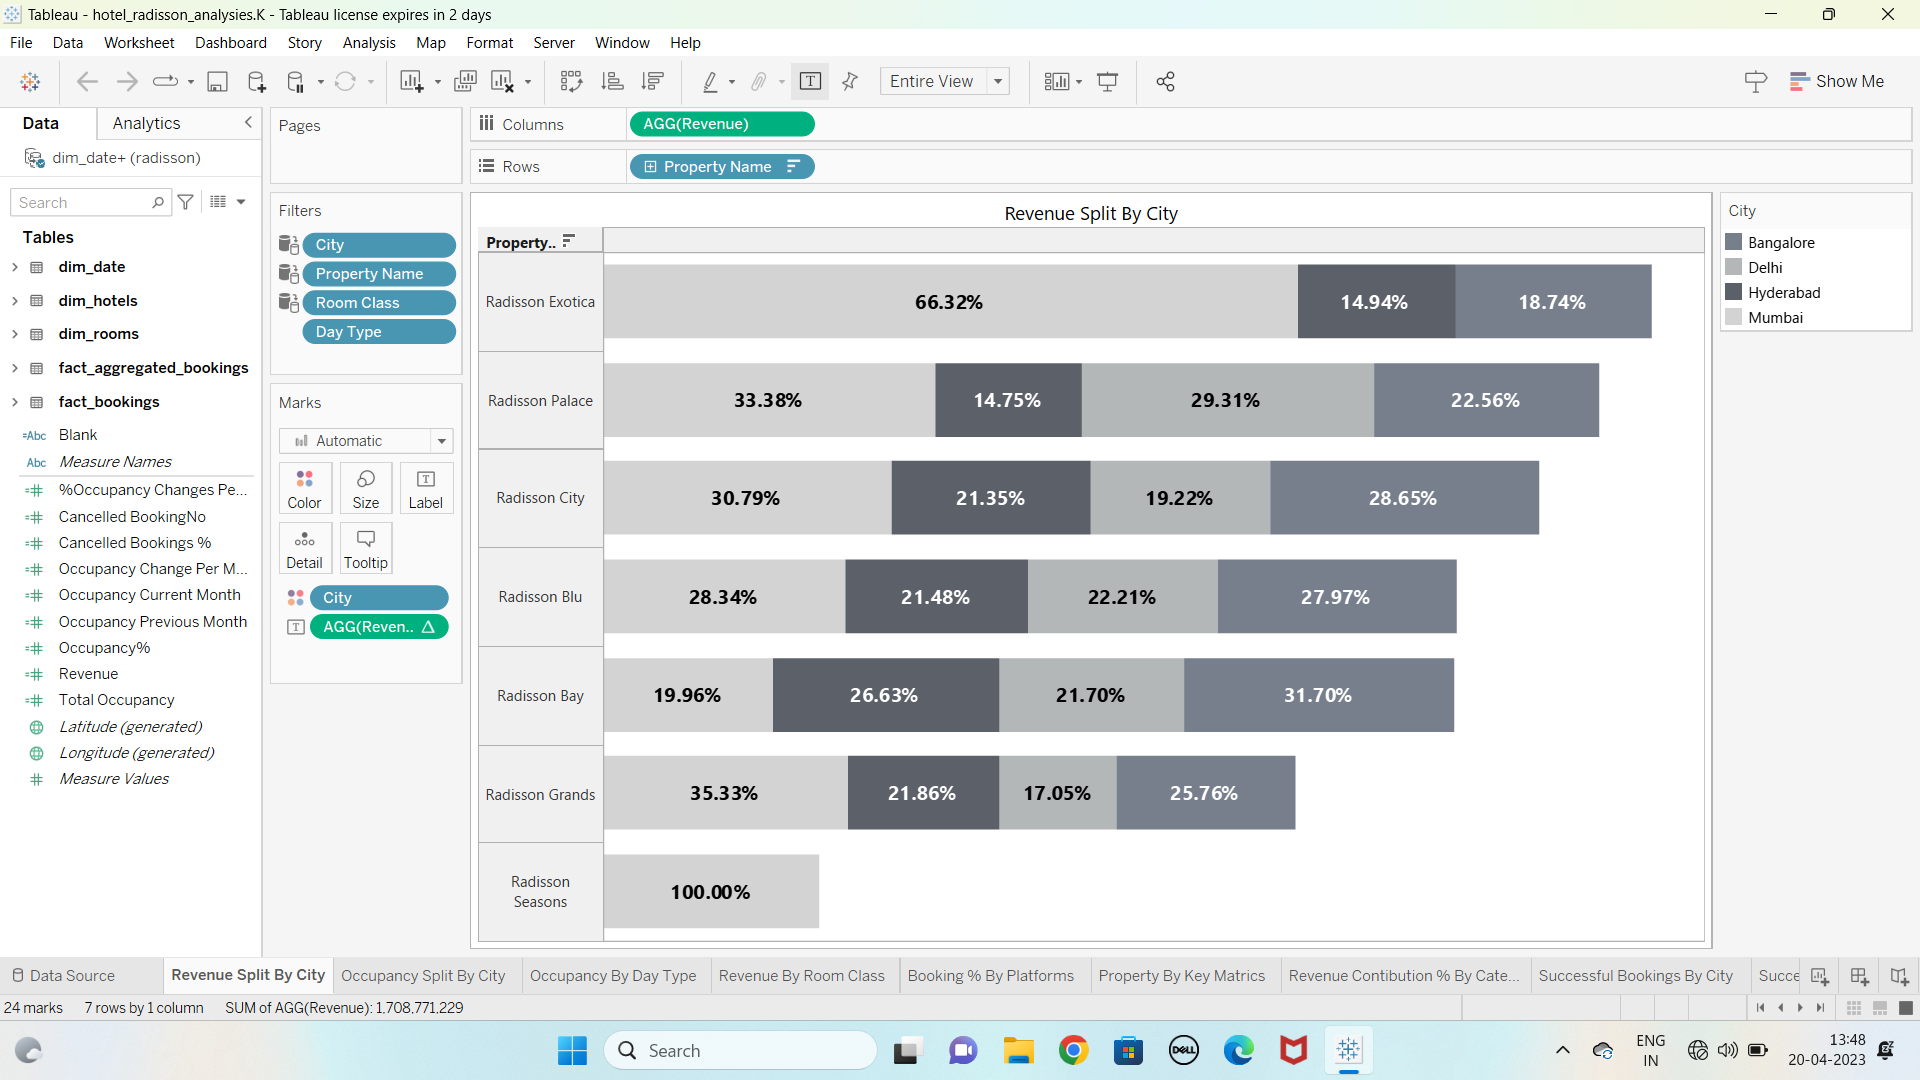 Tableau - hotel_radisson_analysies.K - Tableau license expires in 2 days
File Data Worksheet Dashboard Story Analysis Map Format Server Window Help
Entire View
Show Me
Data Analytics
dim_date+ (radisson)
Search
Tables
dim_date
dim_hotels
dim_rooms
fact_aggregated_bookings
fact_bookings
=Abc Blank
Abc Measure Names
%Occupancy Changes Pe...
Cancelled BookingNo
Cancelled Bookings %
Occupancy Change Per M...
Occupancy Current Month
Occupancy Previous Month
Occupancy%
Revenue
Total Occupancy
Latitude (generated)
Longitude (generated)
Measure Values
Pages
Filters
City
Property Name
Room Class
Day Type
Marks
Automatic
Color Size Label
Detail Tooltip
City
AGG(Reven..
Columns AGG(Revenue)
Rows Property Name
Revenue Split By City
Property..
Radisson Exotica 66.32% 14.94% 18.74%
Radisson Palace 33.38% 14.75% 29.31% 22.56%
Radisson City 30.79% 21.35% 19.22% 28.65%
Radisson Blu 28.34% 21.48% 22.21% 27.97%
Radisson Bay 19.96% 26.63% 21.70% 31.70%
Radisson Grands 35.33% 21.86% 17.05% 25.76%
Radisson
Seasons
100.00%
City
Bangalore
Delhi
Hyderabad
Mumbai
Data Source Revenue Split By City Occupancy Split By City Occupancy By Day Type Revenue By Room Class Booking % By Platforms Property By Key Matrics Revenue Contibution % By Cate... Successful Bookings By City Succe
24 marks 7 rows by 1 column SUM of AGG(Revenue): 1,708,771,229
Search
DELL
ENG
IN
13:48
20-04-2023